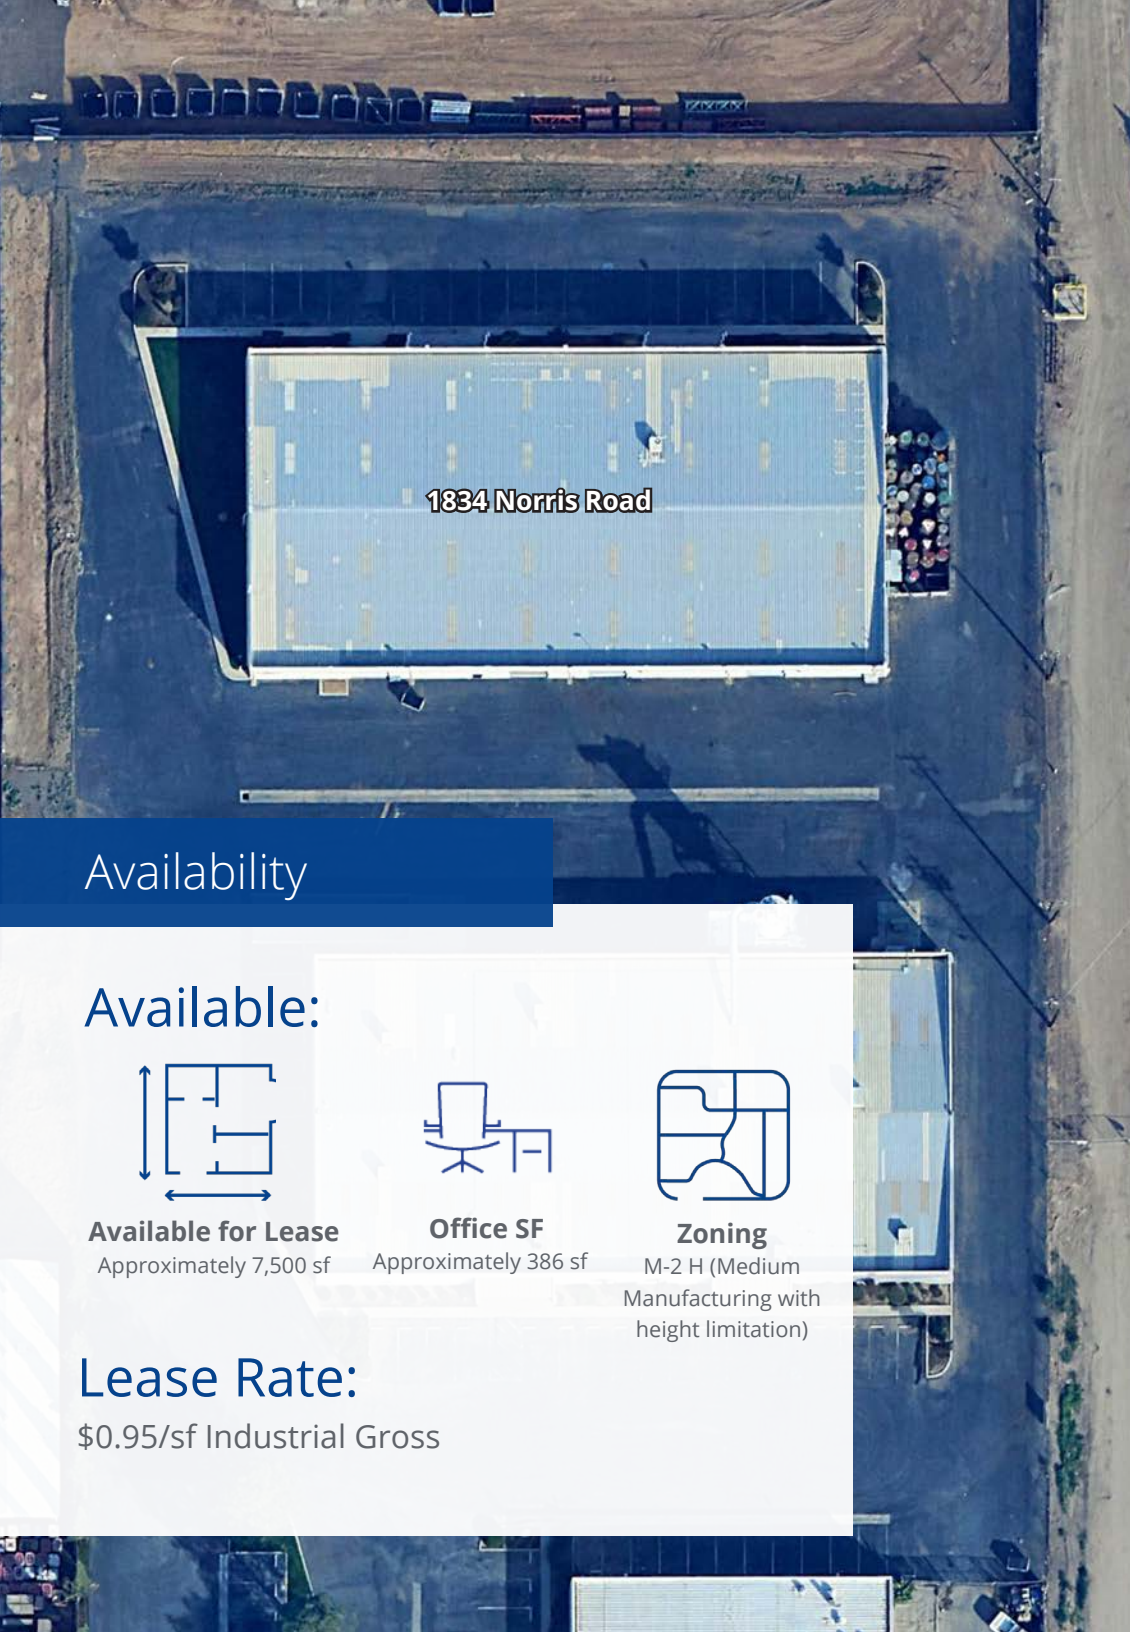 1834 Norris Road
Availability
Available:
Available for Lease
Approximately 7,500 sf
Office SF
Approximately 386 sf
Zoning
M-2 H (Medium
Manufacturing with
height limitation)
Lease Rate:
$0.95/sf Industrial Gross